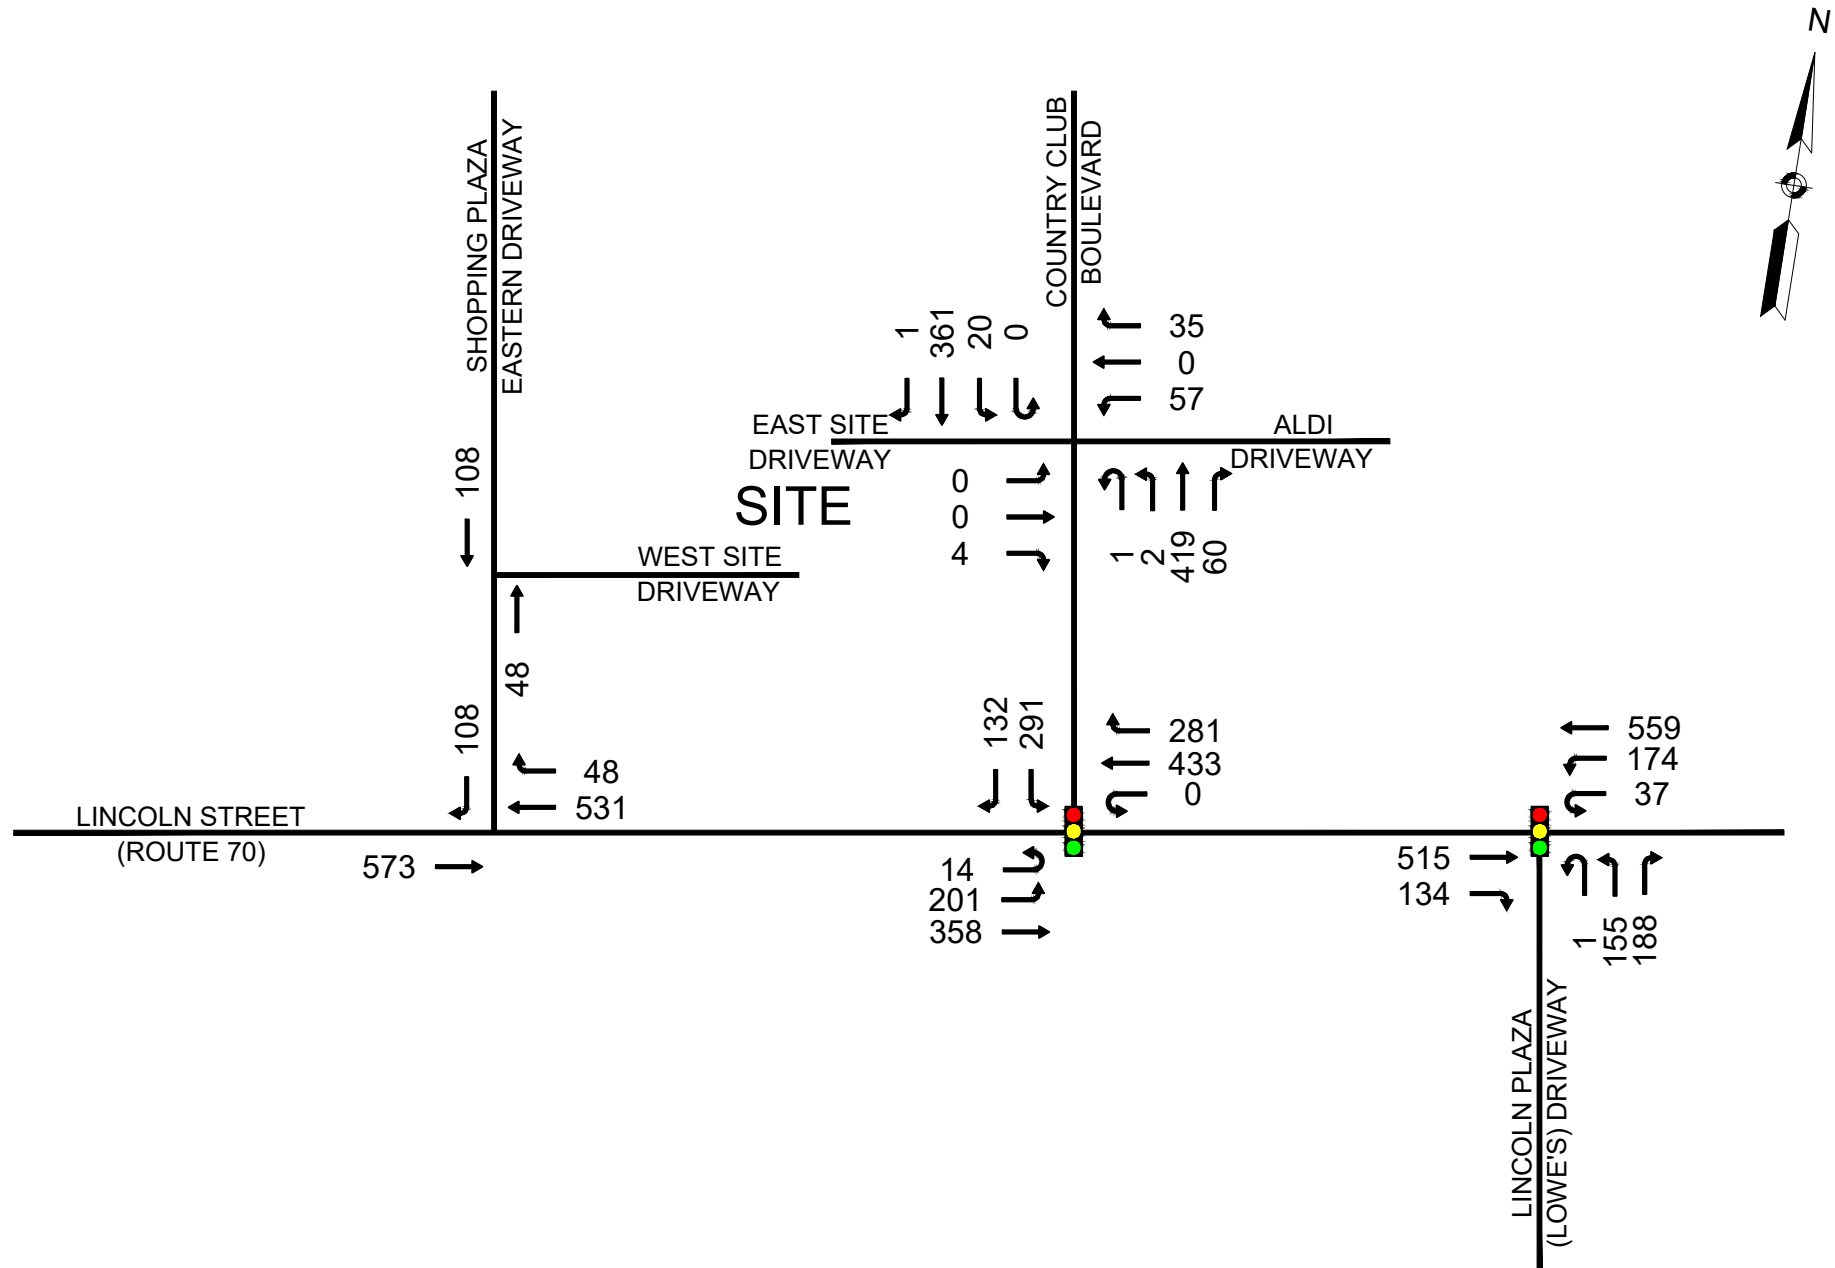 N
SHOPPING PLAZA
EASTERN DRIVEWAY
COUNTRY CLUB
BOULEVARD
1
361
20
0
35
0
57
EAST SITE
DRIVEWAY
ALDI
DRIVEWAY
108
0
0
4
SITE
1
2
419
60
WEST SITE
DRIVEWAY
48
108
48
531
132
291
281
433
0
559
174
37
LINCOLN STREET
(ROUTE 70)
573
14
201
358
515
134
1
155
188
LINCOLN PLAZA
(LOWE'S) DRIVEWAY